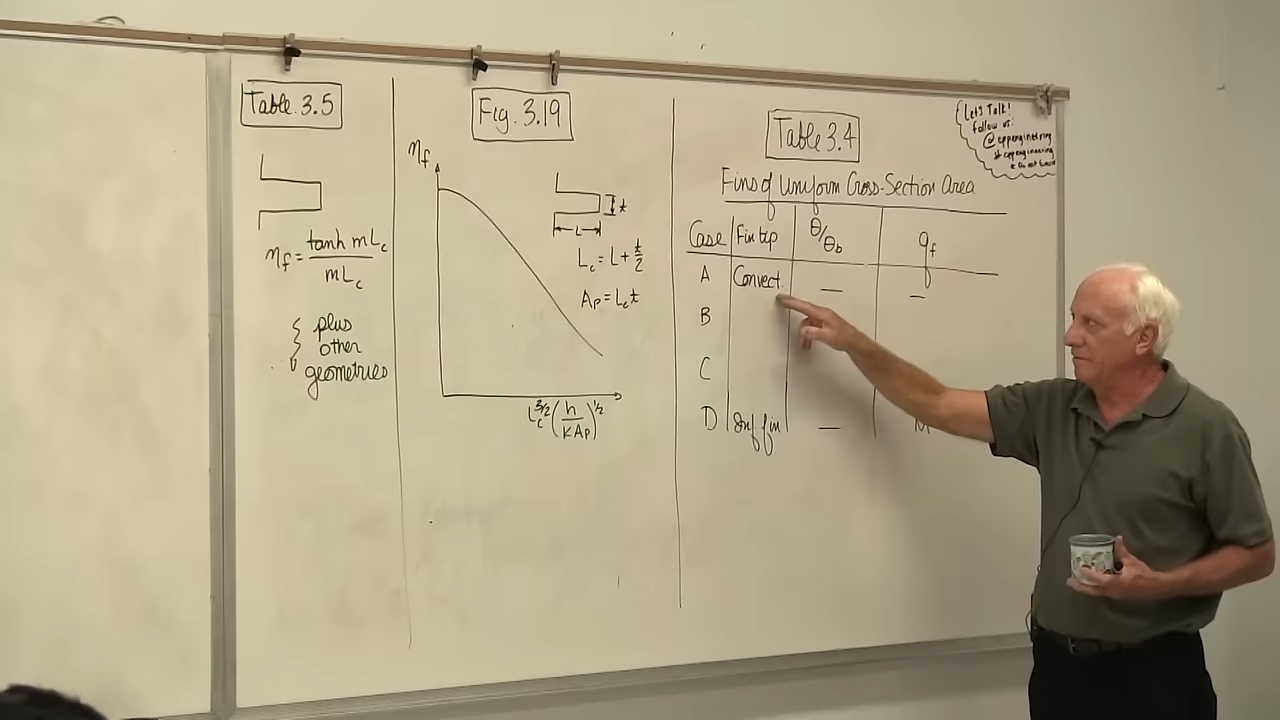 Table 3.5
ηf = tanh mLc / mLc
plus
other
geometries
Fig. 3.19
ηf
t
L
Lc = L + t/2
Ap = Lc t
Lc^3/2 (h / KAp)^1/2
Table 3.4
Fins of Uniform Cross-Section Area
Case Fin tip θ/θb qf
A Convect. — —
B
C
D Inf fin — M
Let's Talk!
follow us:
@cppengineering
#cppengineering